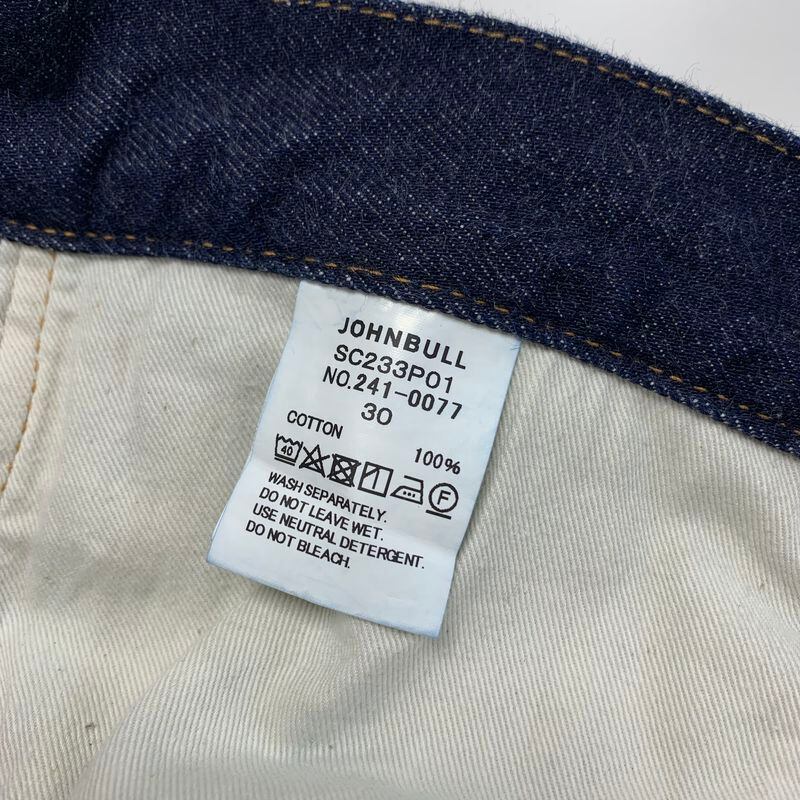 JOHNBULL
SC233P01
NO.241-0077
30
COTTON 100%
40 F
WASH SEPARATELY.
DO NOT LEAVE WET.
USE NEUTRAL DETERGENT.
DO NOT BLEACH.